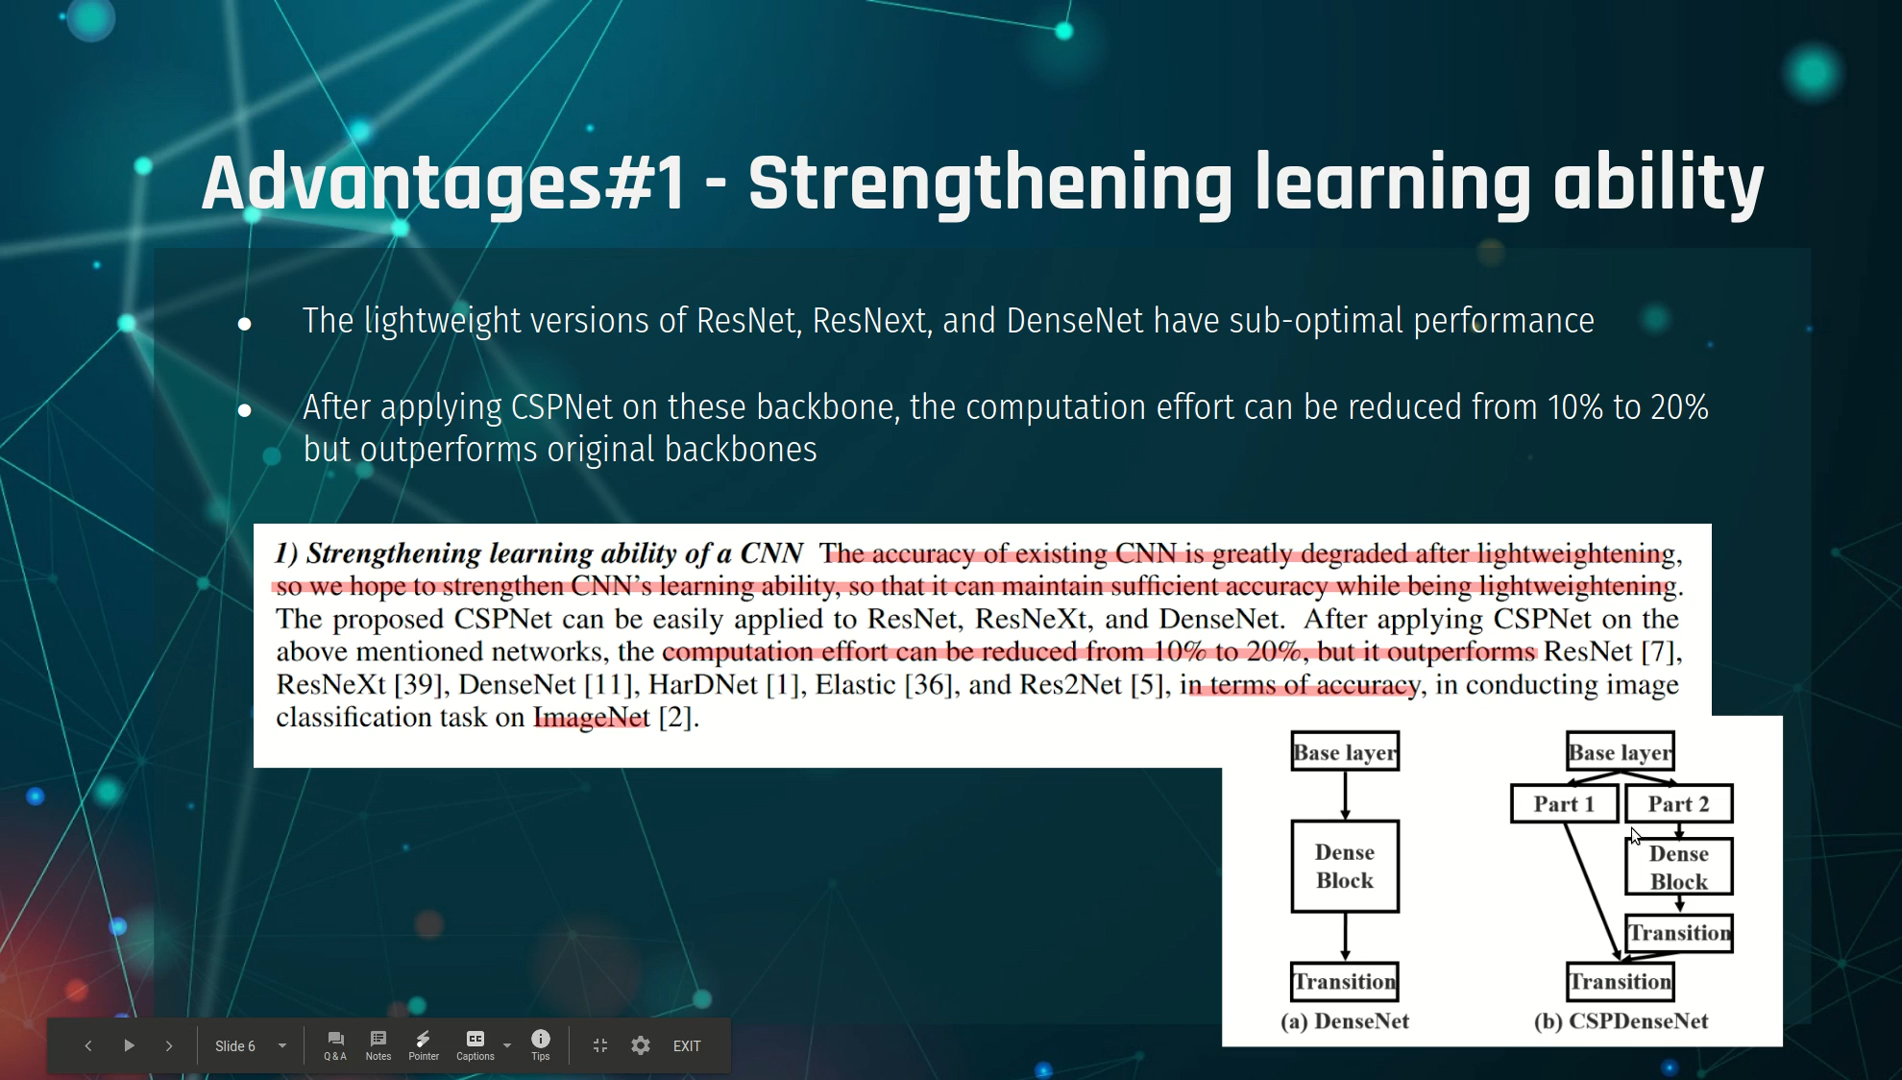 Advantages#1 - Strengthening learning ability
● The lightweight versions of ResNet, ResNext, and DenseNet have sub-optimal performance
● After applying CSPNet on these backbone, the computation effort can be reduced from 10% to 20%
but outperforms original backbones
1) Strengthening learning ability of a CNN The accuracy of existing CNN is greatly degraded after lightweightening,
so we hope to strengthen CNN's learning ability, so that it can maintain sufficient accuracy while being lightweightening.
The proposed CSPNet can be easily applied to ResNet, ResNeXt, and DenseNet. After applying CSPNet on the
above mentioned networks, the computation effort can be reduced from 10% to 20%, but it outperforms ResNet [7],
ResNeXt [39], DenseNet [11], HarDNet [1], Elastic [36], and Res2Net [5], in terms of accuracy, in conducting image
classification task on ImageNet [2].
Base layer
Dense
Block
Transition
(a) DenseNet
Base layer
Part 1
Part 2
Dense
Block
Transition
Transition
(b) CSPDenseNet
Slide 6
Q & A
Notes
Pointer
CC
Captions
Tips
EXIT